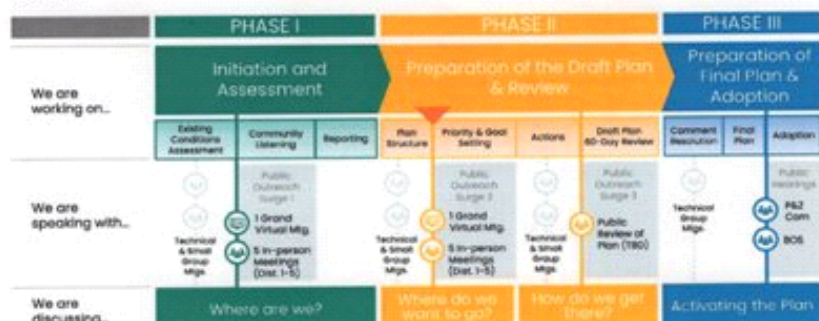 PHASE I
PHASE II
PHASE III
We are
working on...
Initiation and
Assessment
Preparation of the Draft Plan
& Review
Preparation of
Final Plan &
Adoption
Existing
Conditions
Assessment
Community
Listening
Reporting
Plan
Structure
Priority & Goal
Setting
Actions
Draft Plan
60-Day Review
Comment
Resolution
Final
Plan
Adoption
We are
speaking with...
Technical
& Small
Group
Mtgs.
Public
Outreach
Surge 1
1 Grand
Virtual Mtg.
5 In-person
Meetings
(Dist. 1-5)
Technical
& Small
Group
Mtgs.
Public
Outreach
Surge 2
1 Grand
Virtual Mtg.
5 In-person
Meetings
(Dist. 1-5)
Technical
& Small
Group
Mtgs.
Public
Outreach
Surge 3
Public
Review of
Plan (TBD)
Technical
Group
Mtgs.
Public
Hearings
P&Z
Com
BOS
We are
discussing...
Where are we?
Where do we
want to go?
How do we get
there?
Activating the Plan